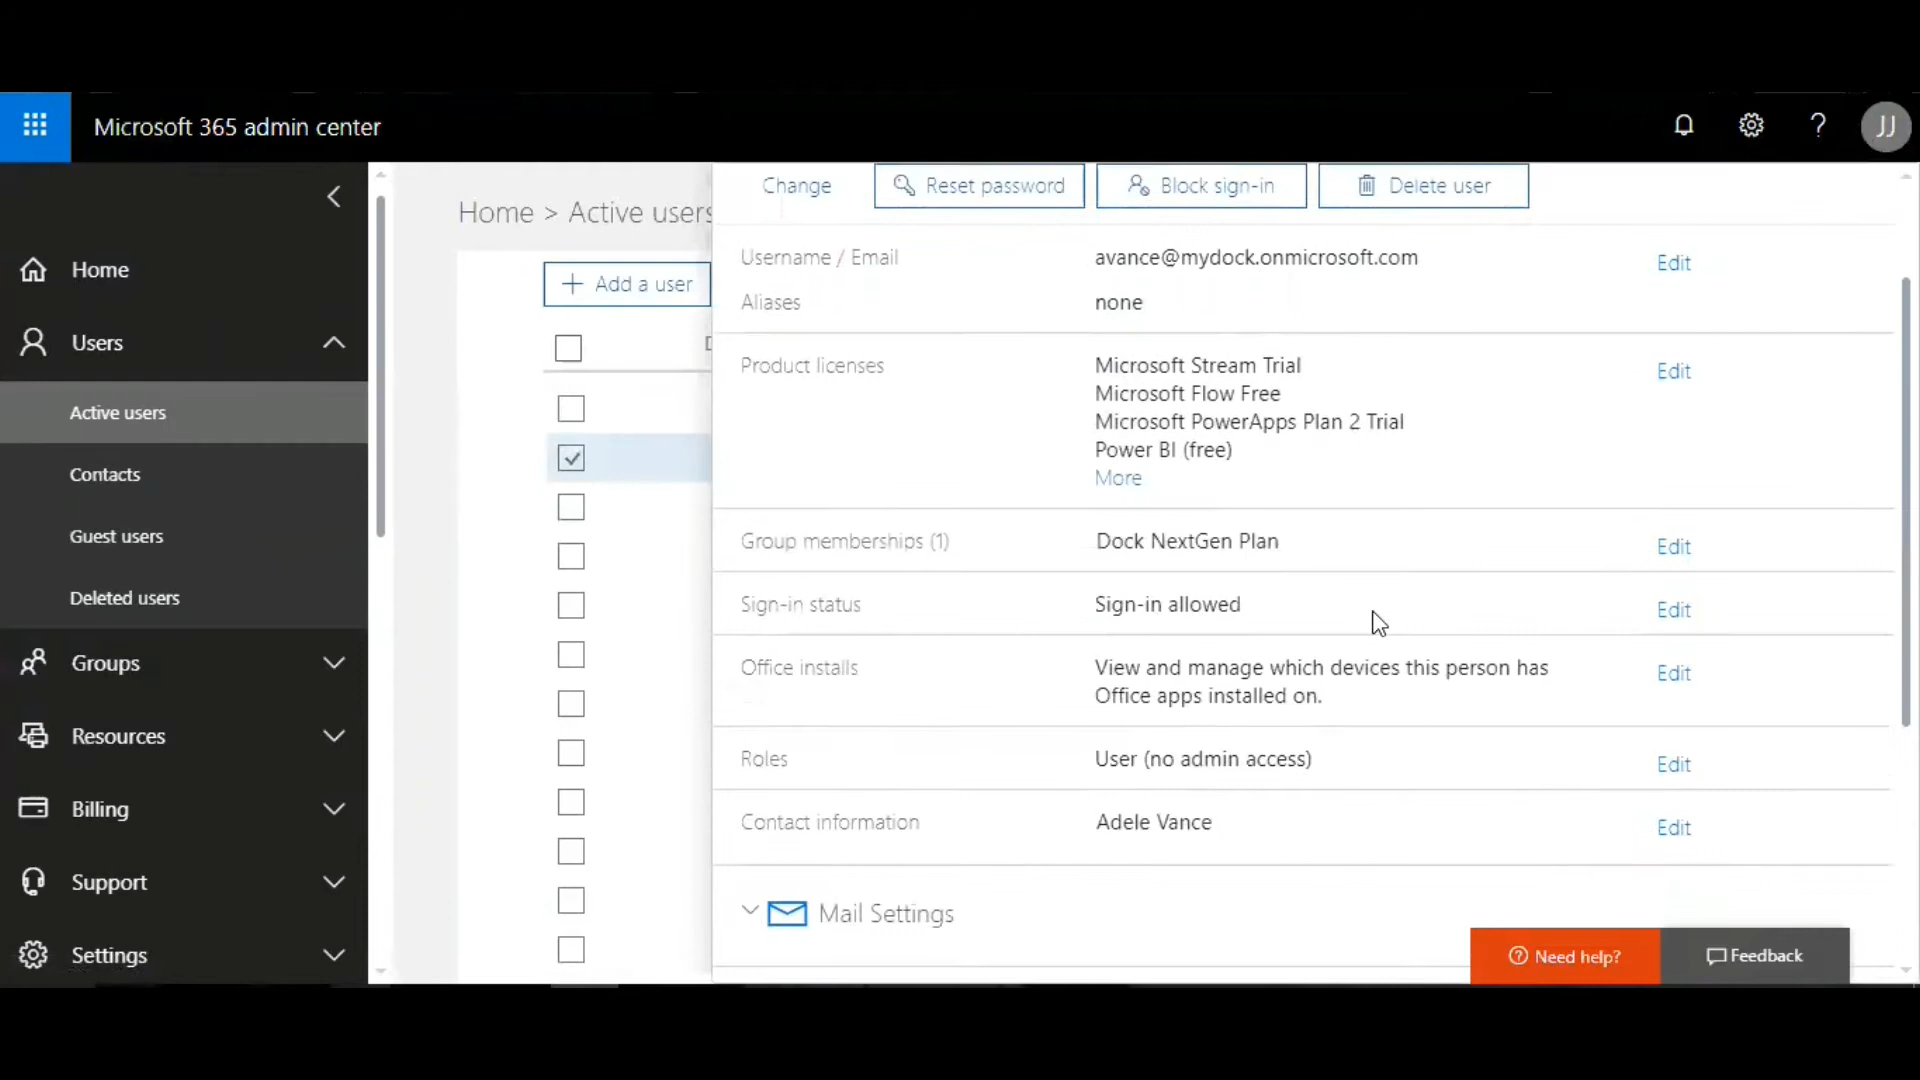 Microsoft 365 admin center
JJ
Home
Users
Active users
Contacts
Guest users
Deleted users
Groups
Resources
Billing
Support
Settings
Home > Active users
Add a user
Change
Reset password
Block sign-in
Delete user
Username / Email
avance@mydock.onmicrosoft.com
Edit
Aliases
none
Product licenses
Microsoft Stream Trial
Edit
Microsoft Flow Free
Microsoft PowerApps Plan 2 Trial
Power BI (free)
More
Group memberships (1)
Dock NextGen Plan
Edit
Sign-in status
Sign-in allowed
Edit
Office installs
View and manage which devices this person has
Office apps installed on.
Edit
Roles
User (no admin access)
Edit
Contact information
Adele Vance
Edit
Mail Settings
Need help?
Feedback